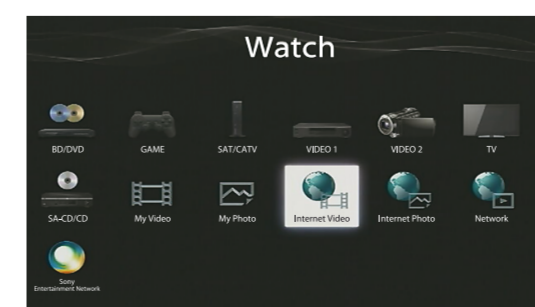 Watch
BD/DVD
GAME
SAT/CATV
VIDEO 1
VIDEO 2
TV
SA-CD/CD
My Video
My Photo
Internet Video
Internet Photo
Network
Sony
Entertainment Network